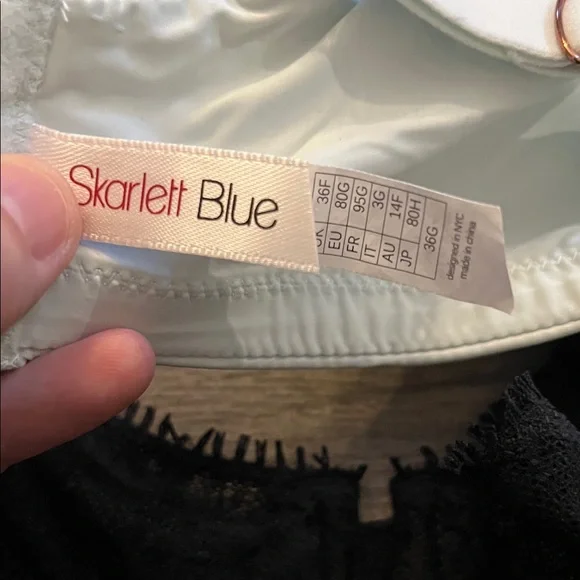 Skarlett Blue
UK 36F
EU 80G
FR 95G
IT 3G
AU 14F
JP 80H
36G
designed in NYC
made in china